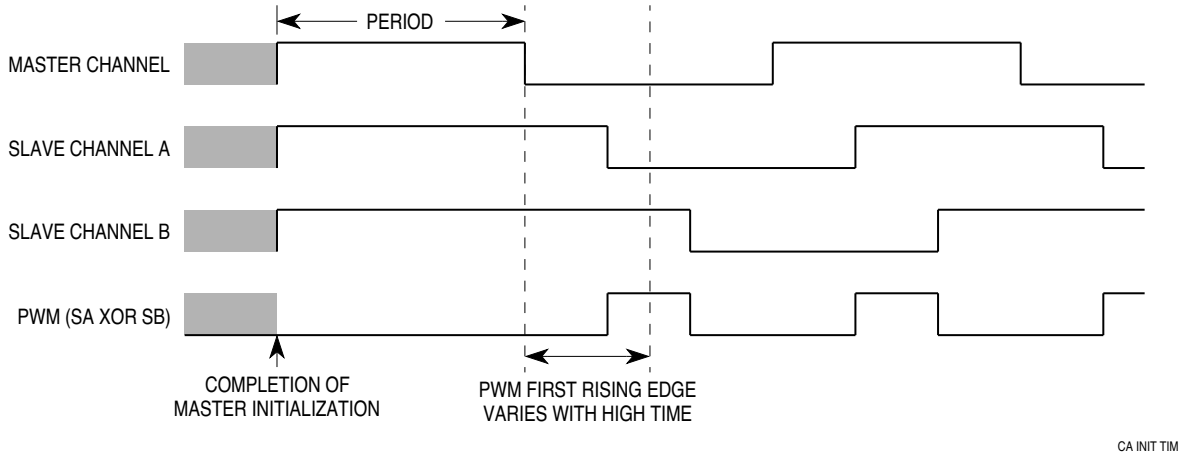 PERIOD
MASTER CHANNEL
SLAVE CHANNEL A
SLAVE CHANNEL B
PWM (SA XOR SB)
COMPLETION OF
MASTER INITIALIZATION
PWM FIRST RISING EDGE
VARIES WITH HIGH TIME
CA INIT TIM